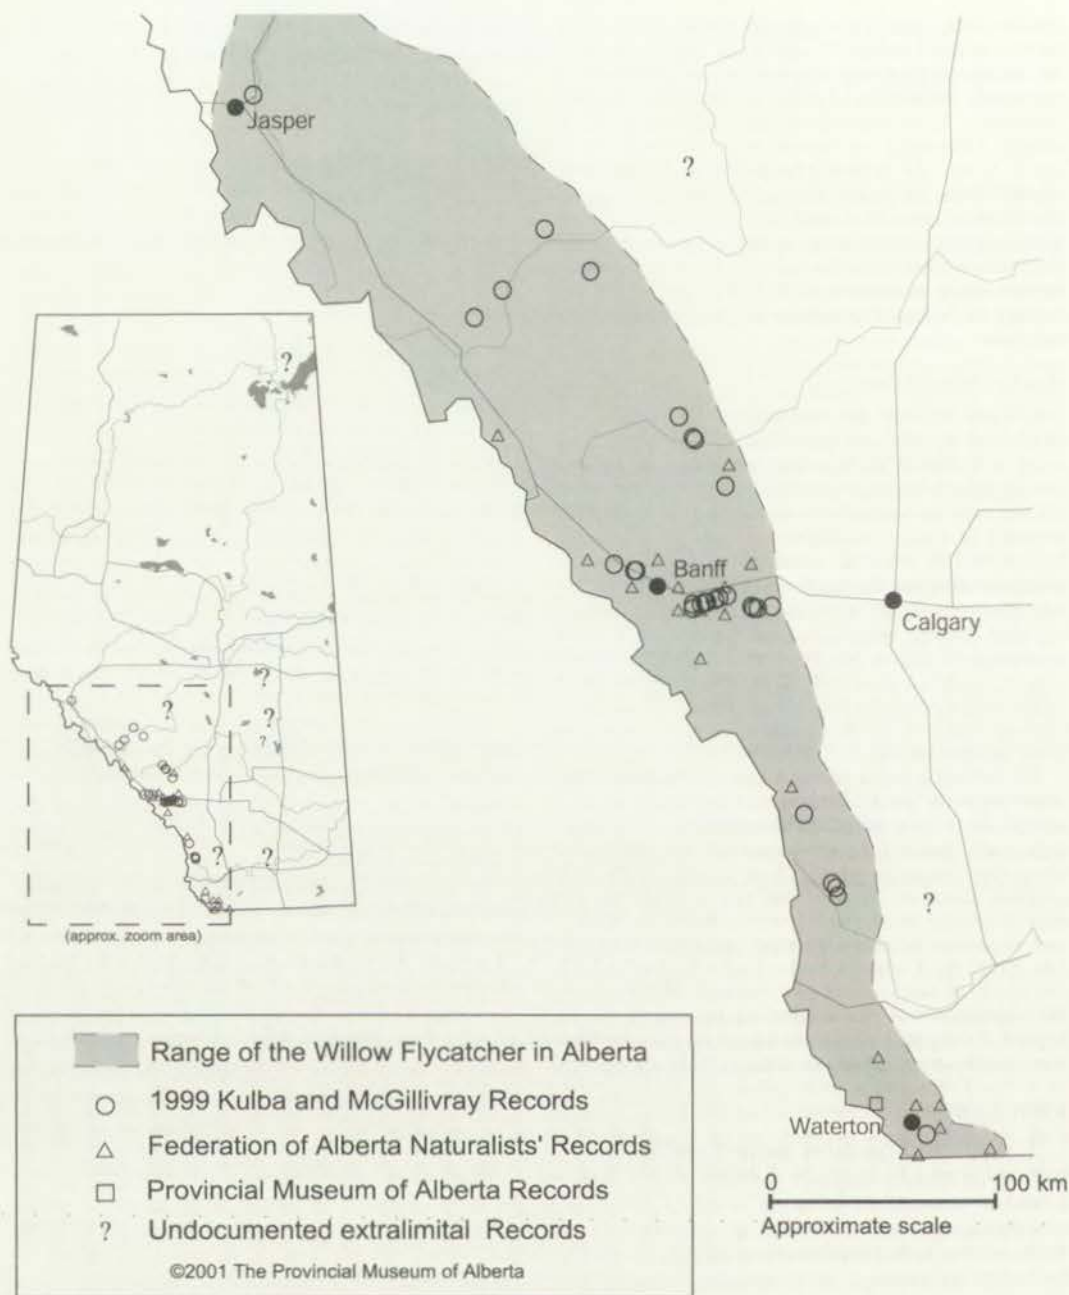 Jasper
?
?
Banff
Calgary
?
?
?
? 
?
?
?
(approx. zoom area)
?
Range of the Willow Flycatcher in Alberta
1999 Kulba and McGillivray Records
Federation of Alberta Naturalists' Records
Provincial Museum of Alberta Records
? Undocumented extralimital Records
©2001 The Provincial Museum of Alberta
Waterton
0 100 km
Approximate scale